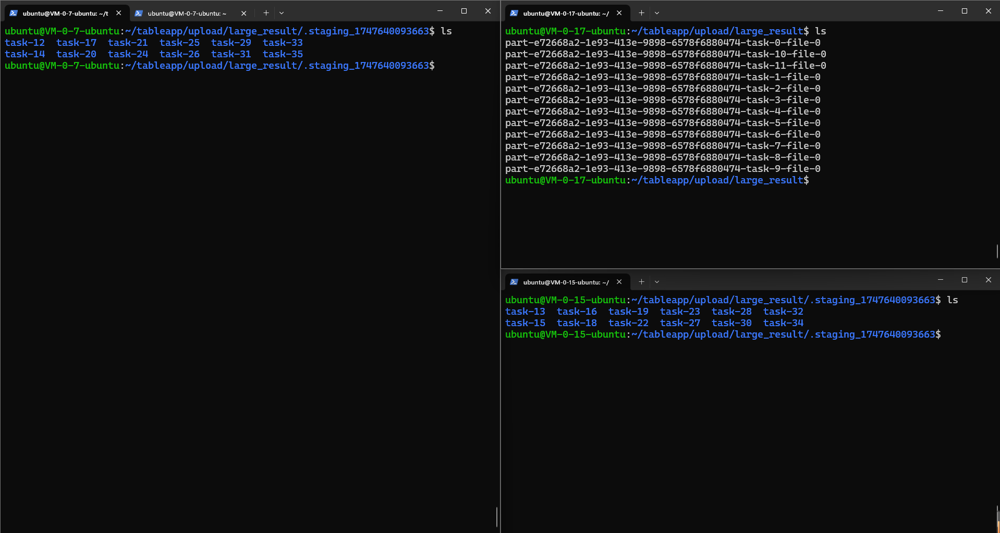 ubuntu@VM-0-7-ubuntu: ~/t
ubuntu@VM-0-7-ubuntu: ~
ubuntu@VM-0-7-ubuntu:~/tableapp/upload/large_result/.staging_1747640093663$ ls
task-12  task-17  task-21  task-25  task-29  task-33
task-14  task-20  task-24  task-26  task-31  task-35
ubuntu@VM-0-7-ubuntu:~/tableapp/upload/large_result/.staging_1747640093663$
ubuntu@VM-0-17-ubuntu: ~/
ubuntu@VM-0-17-ubuntu:~/tableapp/upload/large_result$ ls
part-e72668a2-1e93-413e-9898-6578f6880474-task-0-file-0
part-e72668a2-1e93-413e-9898-6578f6880474-task-10-file-0
part-e72668a2-1e93-413e-9898-6578f6880474-task-11-file-0
part-e72668a2-1e93-413e-9898-6578f6880474-task-1-file-0
part-e72668a2-1e93-413e-9898-6578f6880474-task-2-file-0
part-e72668a2-1e93-413e-9898-6578f6880474-task-3-file-0
part-e72668a2-1e93-413e-9898-6578f6880474-task-4-file-0
part-e72668a2-1e93-413e-9898-6578f6880474-task-5-file-0
part-e72668a2-1e93-413e-9898-6578f6880474-task-6-file-0
part-e72668a2-1e93-413e-9898-6578f6880474-task-7-file-0
part-e72668a2-1e93-413e-9898-6578f6880474-task-8-file-0
part-e72668a2-1e93-413e-9898-6578f6880474-task-9-file-0
ubuntu@VM-0-17-ubuntu:~/tableapp/upload/large_result$
ubuntu@VM-0-15-ubuntu: ~/
ubuntu@VM-0-15-ubuntu:~/tableapp/upload/large_result/.staging_1747640093663$ ls
task-13  task-16  task-19  task-23  task-28  task-32
task-15  task-18  task-22  task-27  task-30  task-34
ubuntu@VM-0-15-ubuntu:~/tableapp/upload/large_result/.staging_1747640093663$